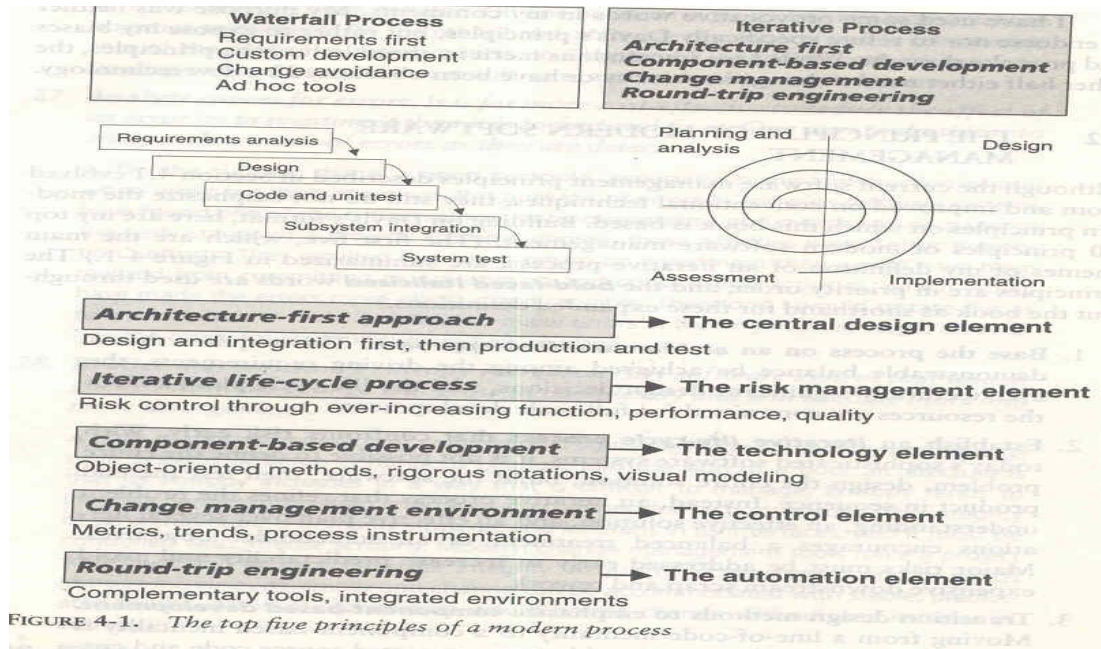 Waterfall Process
Requirements first
Custom development
Change avoidance
Ad hoc tools
Iterative Process
Architecture first
Component-based development
Change management
Round-trip engineering
Requirements analysis
Design
Code and unit test
Subsystem integration
System test
Planning and
analysis
Design
Assessment
Implementation
Architecture-first approach
The central design element
Design and integration first, then production and test
Iterative life-cycle process
The risk management element
Risk control through ever-increasing function, performance, quality
Component-based development
The technology element
Object-oriented methods, rigorous notations, visual modeling
Change management environment
The control element
Metrics, trends, process instrumentation
Round-trip engineering
The automation element
Complementary tools, integrated environments
FIGURE 4-1. The top five principles of a modern process